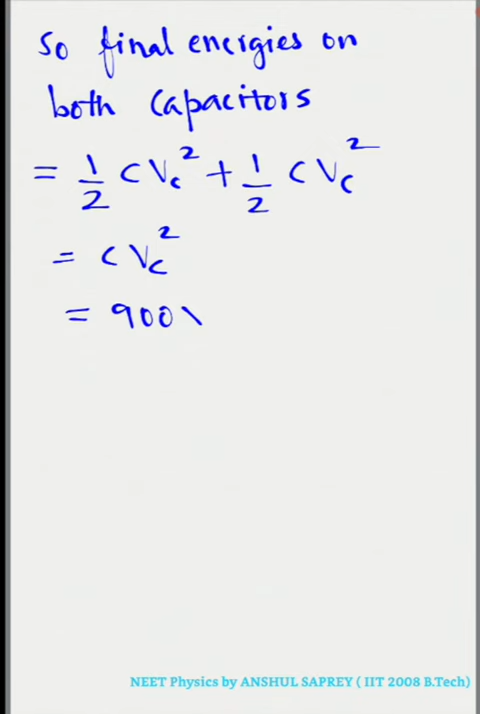 So final energies on
both Capacitors
= 1/2 CVc² + 1/2 CVc²
= CVc²
= 900\
NEET Physics by ANSHUL SAPREY ( IIT 2008 B.Tech)